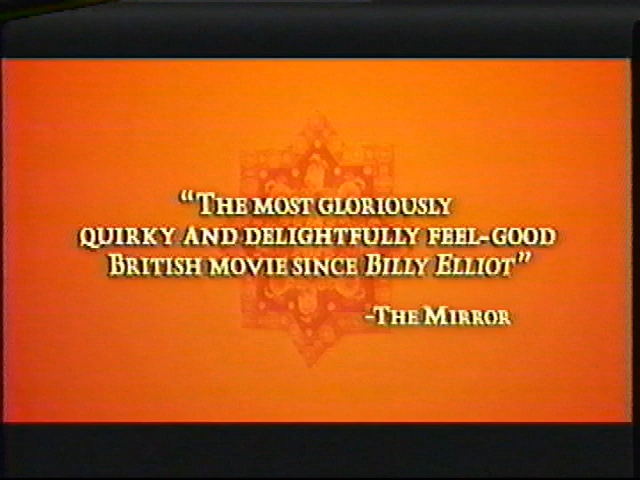 “The most gloriously
quirky and delightfully feel-good
British movie since Billy Elliot”
-The Mirror